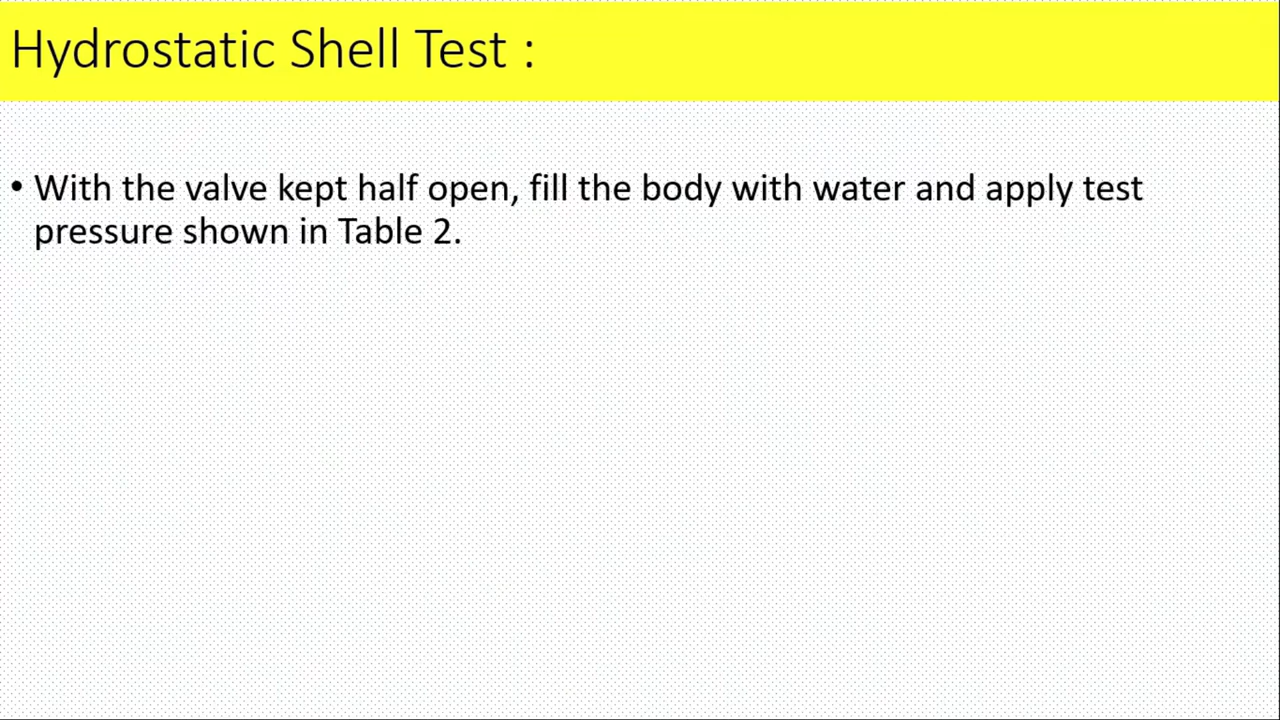 Hydrostatic Shell Test :
• With the valve kept half open, fill the body with water and apply test
pressure shown in Table 2.